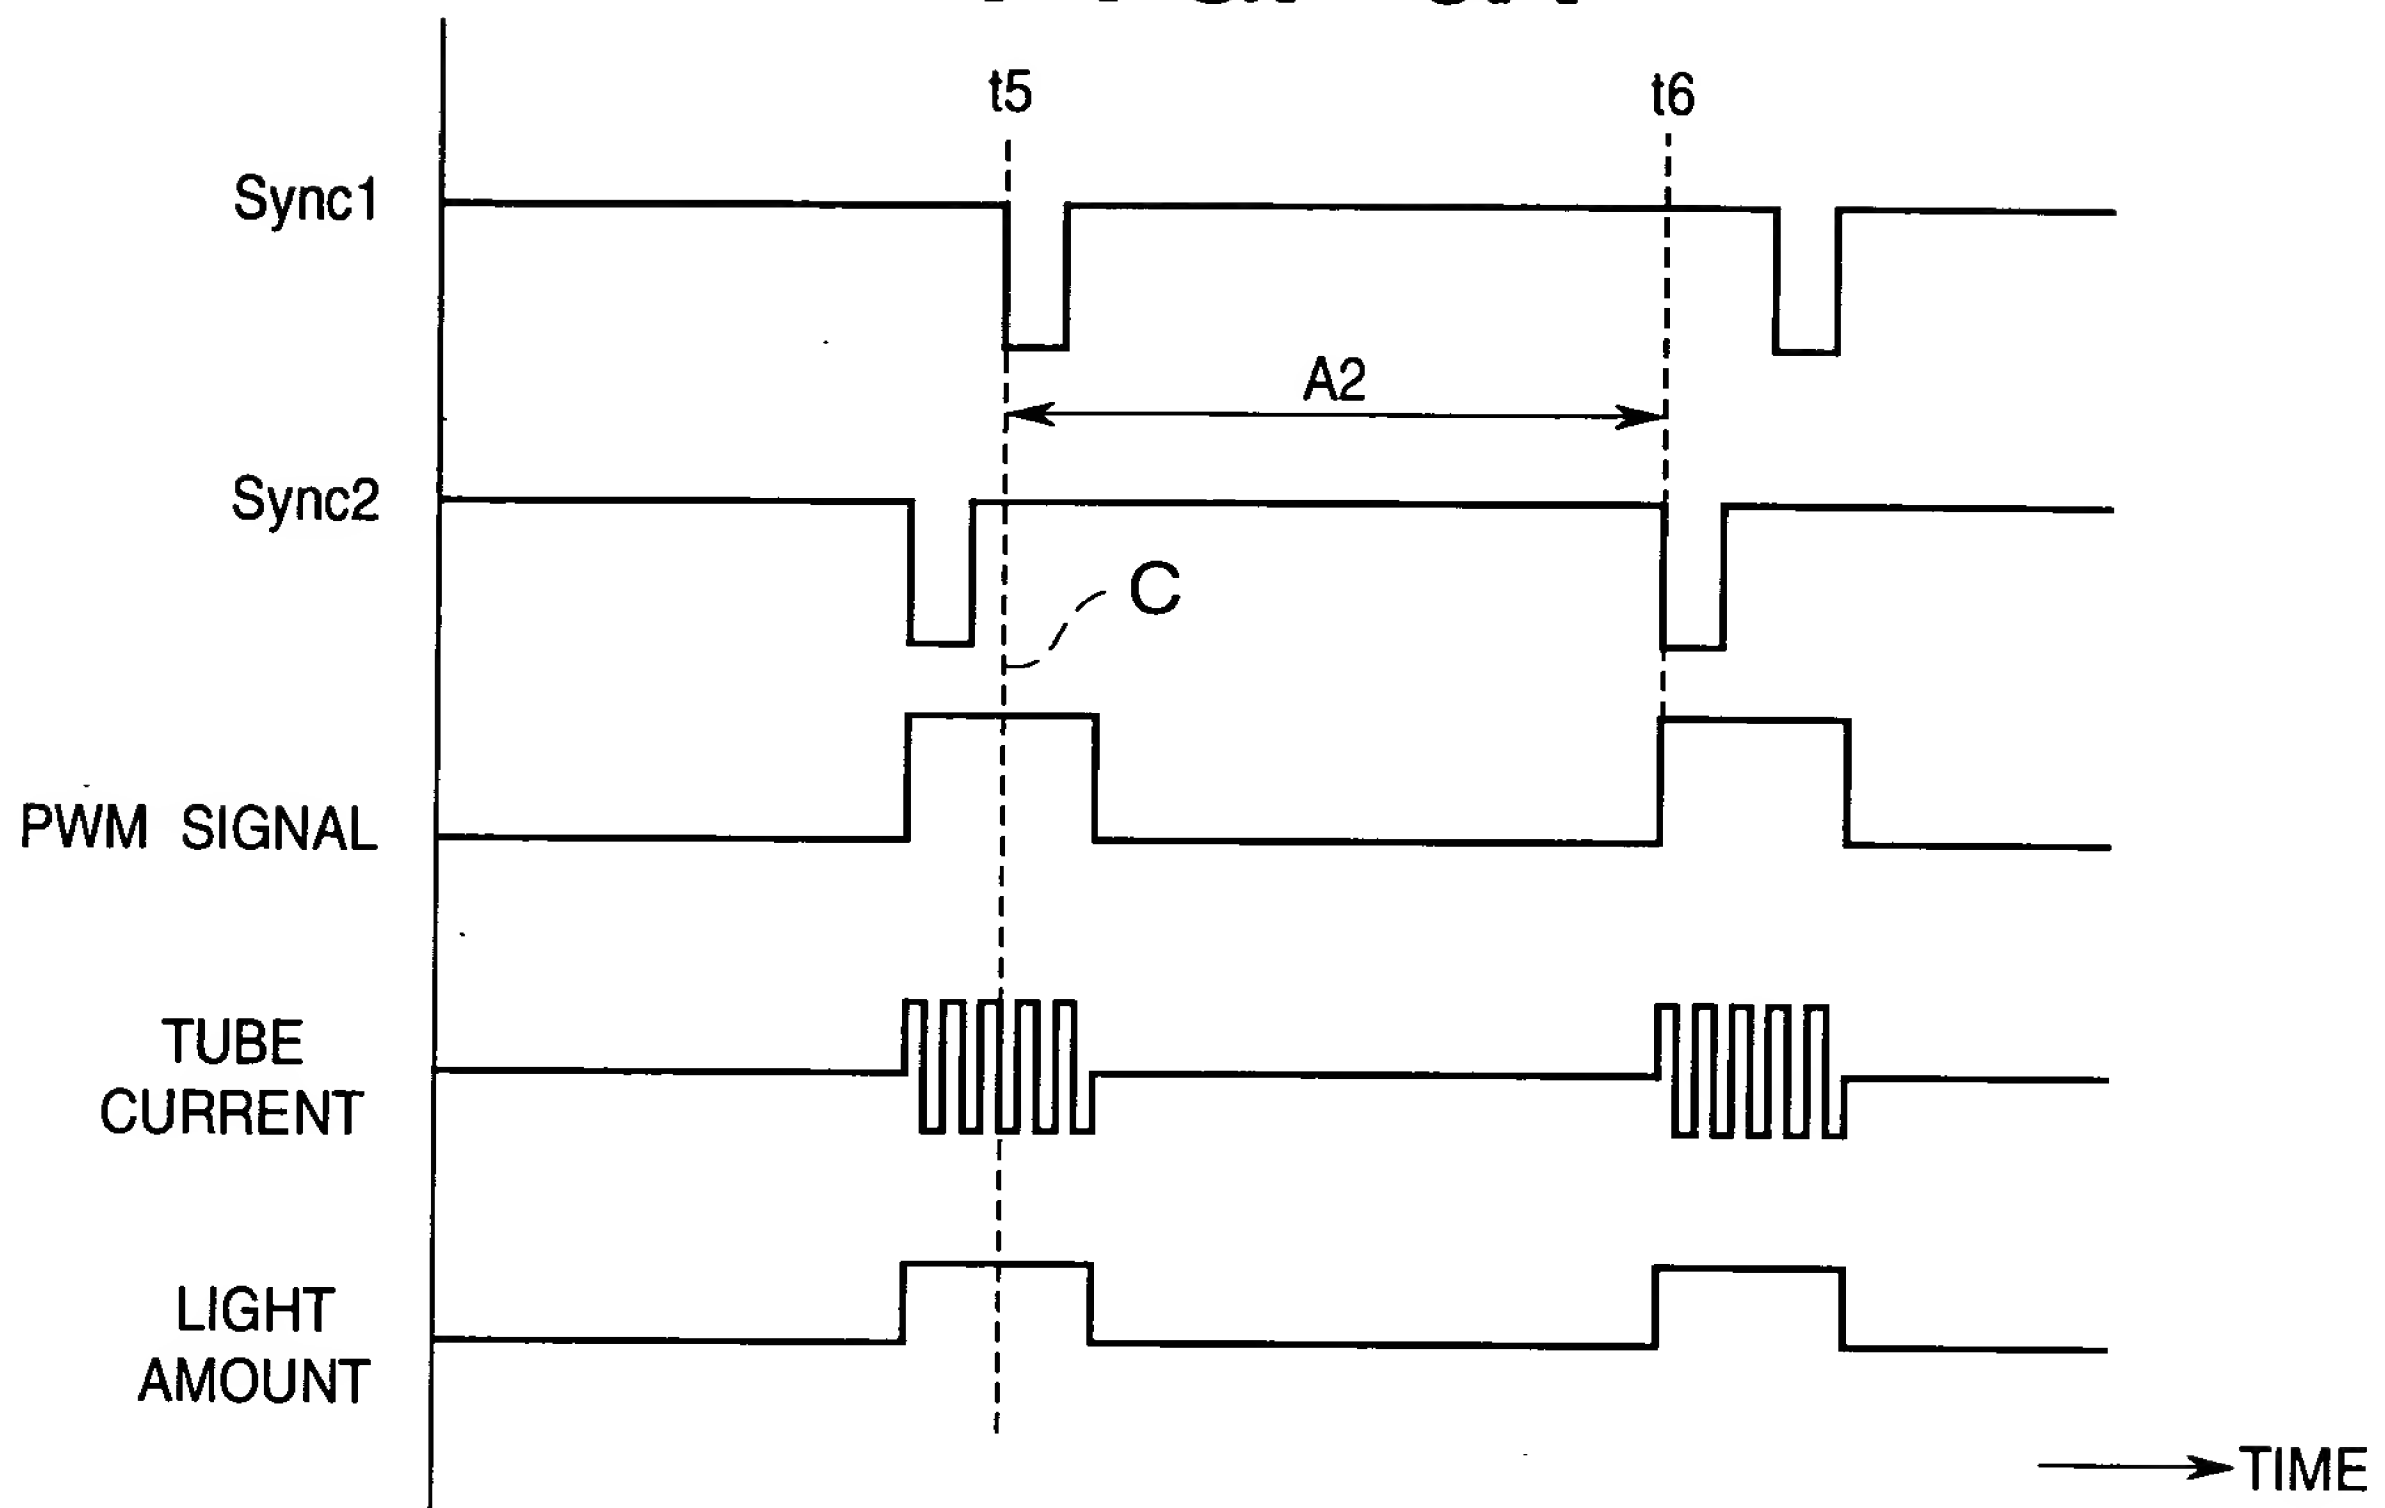 t5
t6
Sync1
A2
Sync2
C
PWM SIGNAL
TUBE
CURRENT
LIGHT
AMOUNT
TIME